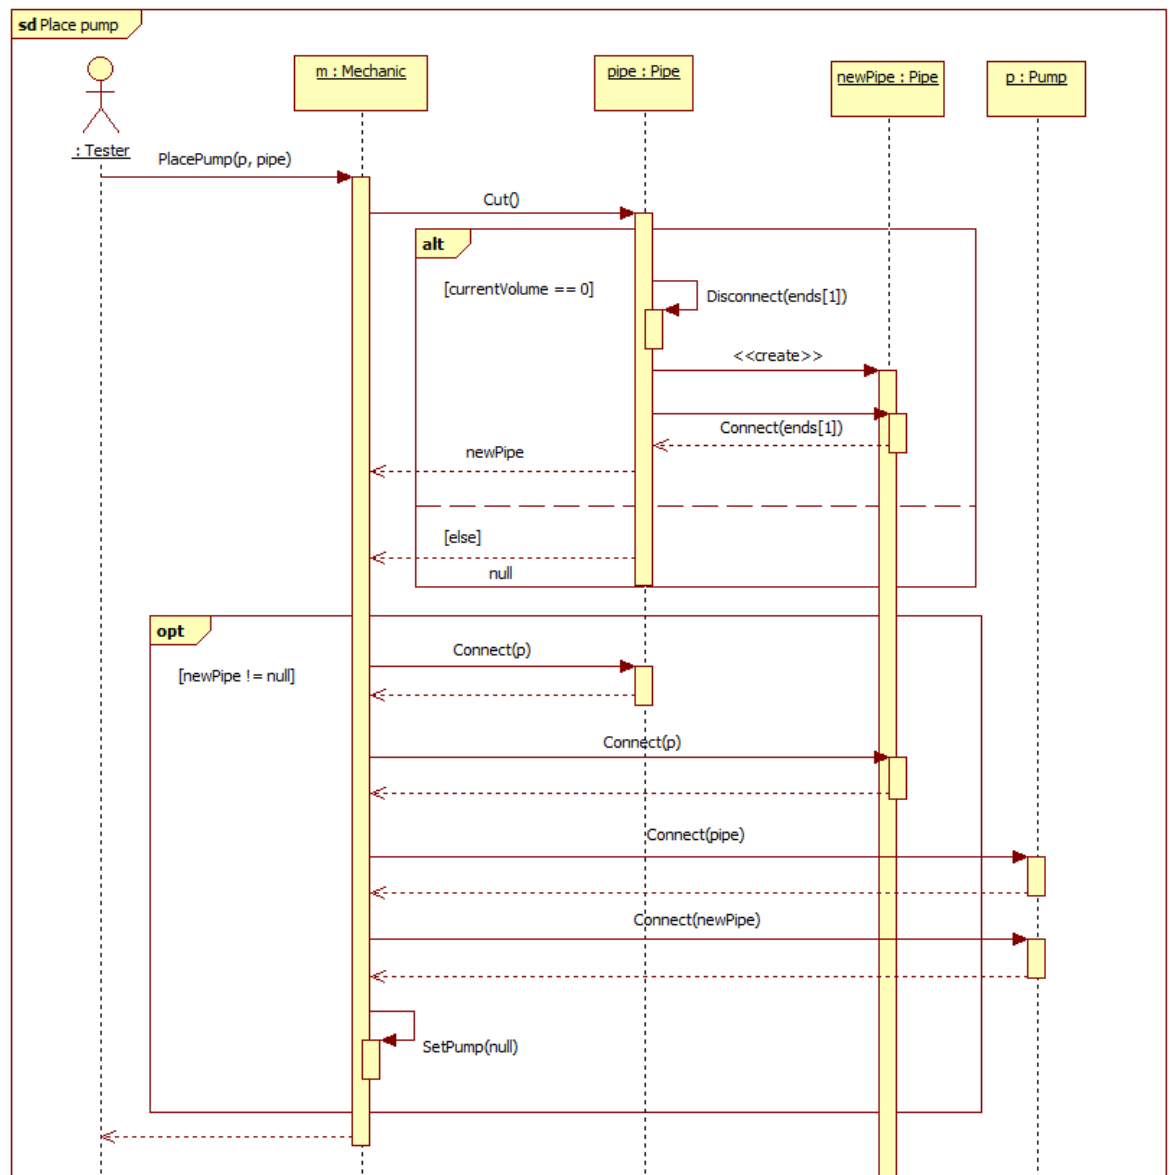 sd Place pump
m : Mechanic
pipe : Pipe
newPipe : Pipe
p : Pump
: Tester
PlacePump(p, pipe)
Cut()
alt
[currentVolume == 0]
Disconnect(ends[1])
<<create>>
Connect(ends[1])
newPipe
[else]
null
opt
[newPipe != null]
Connect(p)
Connect(p)
Connect(pipe)
Connect(newPipe)
SetPump(null)